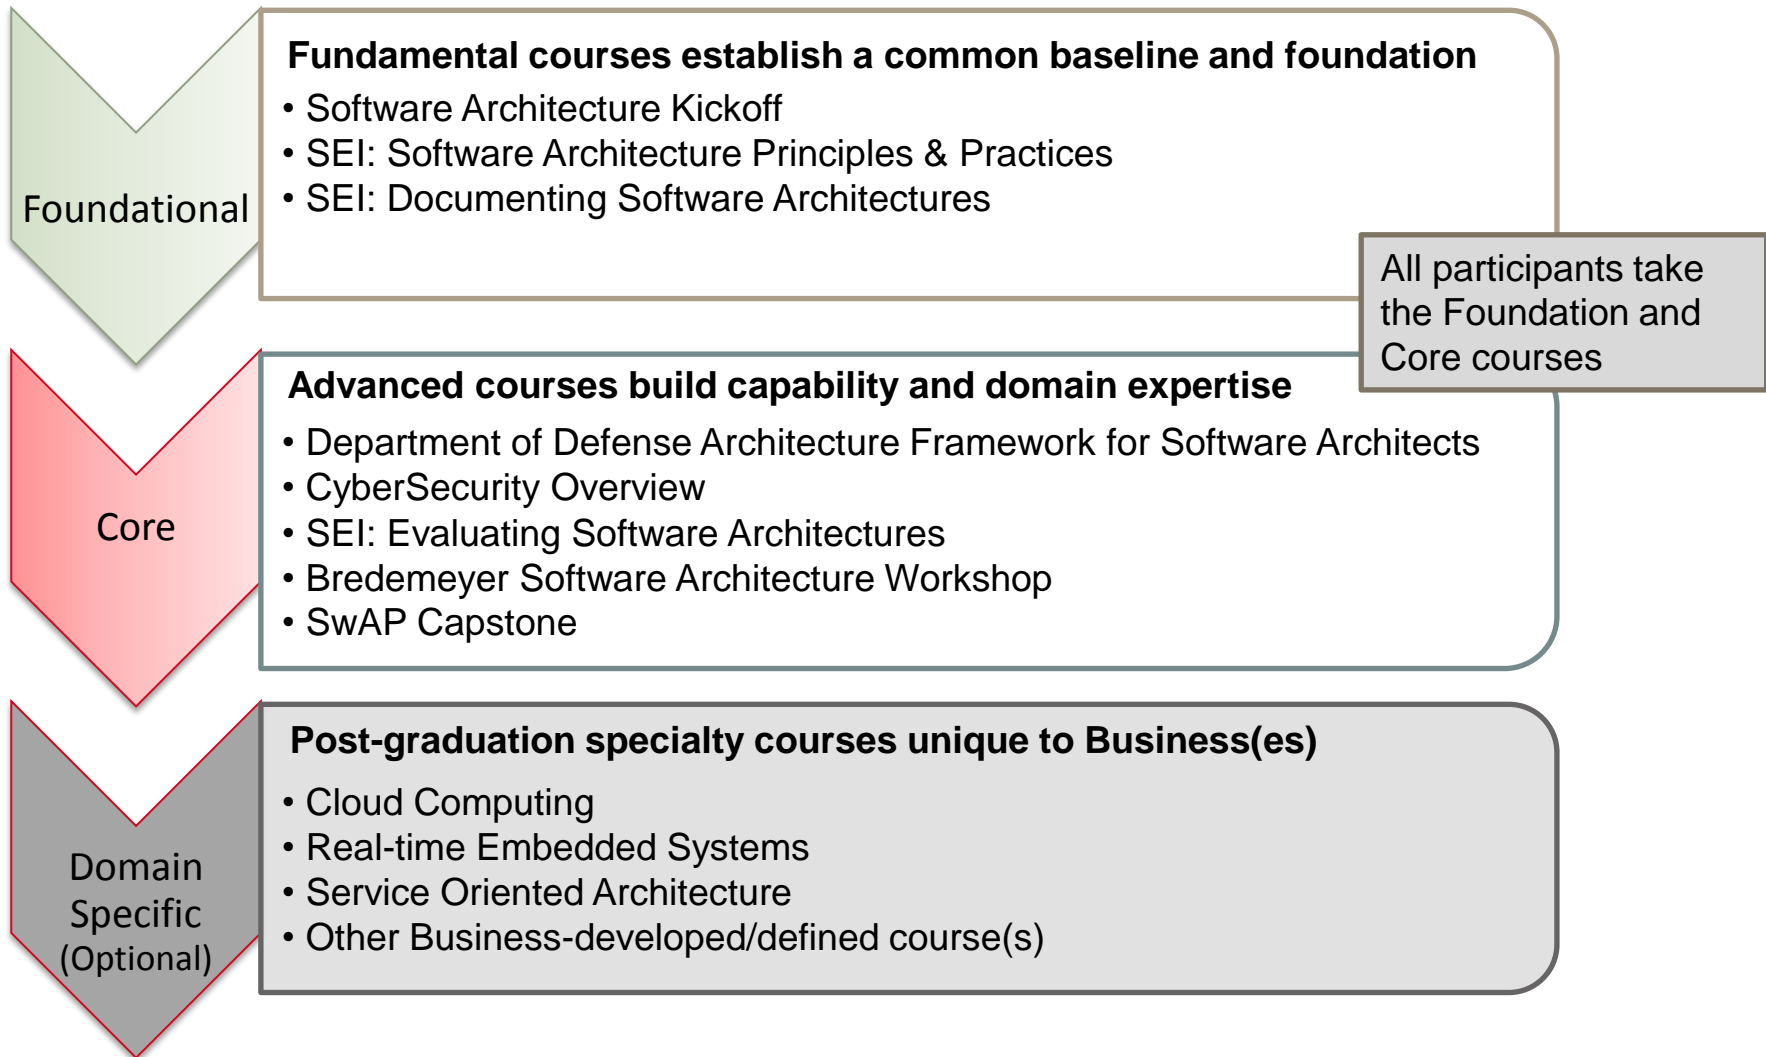 Foundational
Fundamental courses establish a common baseline and foundation
• Software Architecture Kickoff
• SEI: Software Architecture Principles & Practices
• SEI: Documenting Software Architectures
All participants take
the Foundation and
Core courses
Core
Advanced courses build capability and domain expertise
• Department of Defense Architecture Framework for Software Architects
• CyberSecurity Overview
• SEI: Evaluating Software Architectures
• Bredemeyer Software Architecture Workshop
• SwAP Capstone
Domain
Specific
(Optional)
Post-graduation specialty courses unique to Business(es)
• Cloud Computing
• Real-time Embedded Systems
• Service Oriented Architecture
• Other Business-developed/defined course(s)